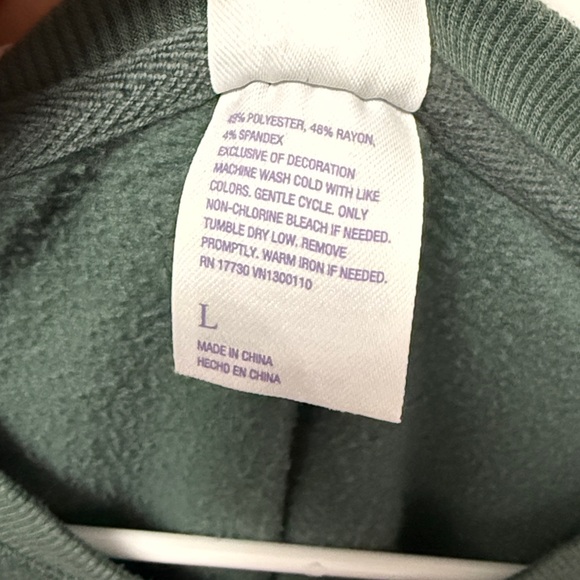 48% POLYESTER, 48% RAYON,
4% SPANDEX
EXCLUSIVE OF DECORATION
MACHINE WASH COLD WITH LIKE
COLORS. GENTLE CYCLE. ONLY
NON-CHLORINE BLEACH IF NEEDED.
TUMBLE DRY LOW, REMOVE
PROMPTLY. WARM IRON IF NEEDED.
RN 17730 VN1300110
L
MADE IN CHINA
HECHO EN CHINA